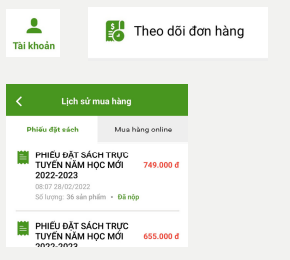 Tài khoản
Theo dõi đơn hàng
Lịch sử mua hàng
Phiếu đặt sách
Mua hàng online
PHIẾU ĐẶT SÁCH TRỰC
TUYẾN NĂM HỌC MỚI
2022-2023
749.000 đ
08:07 28/02/2022
Số lượng: 36 sản phẩm • Đã nộp
PHIẾU ĐẶT SÁCH TRỰC
TUYẾN NĂM HỌC MỚI
2022-2023
655.000 đ